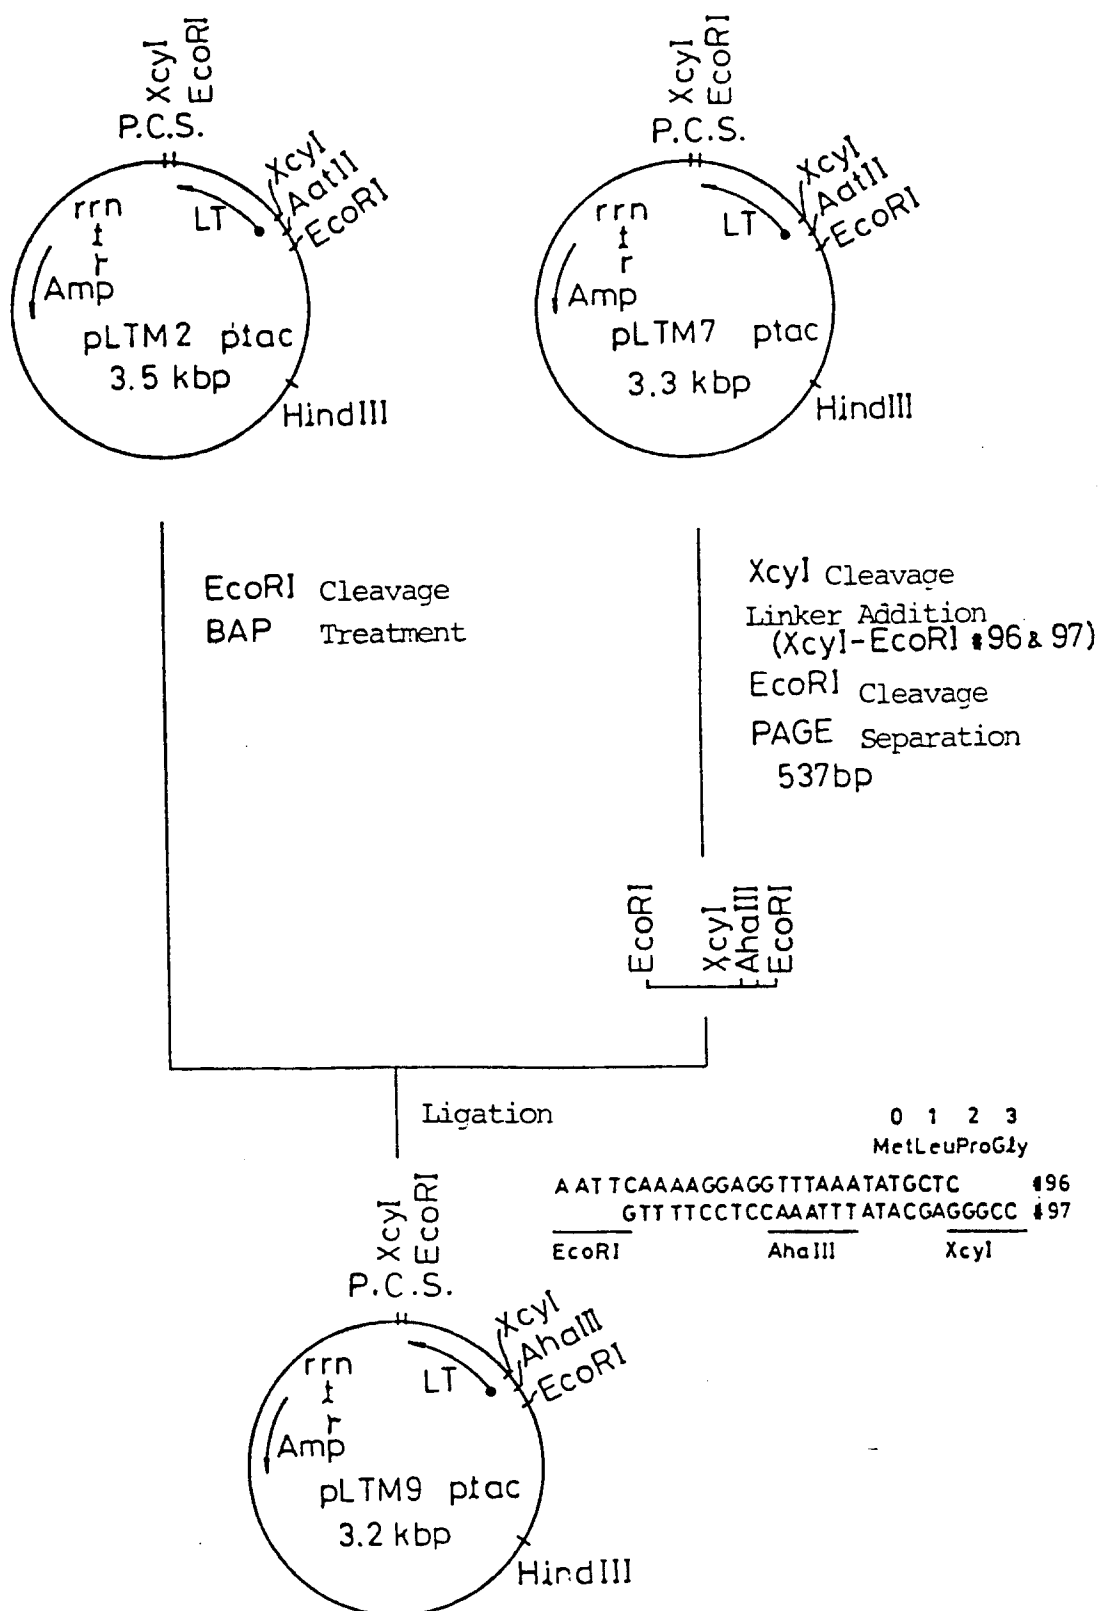 XcyI
EcoRI
P.C.S.
XcyI
AatII
EcoRI
LT
rrn
t
r
Amp
pLTM2 ptac
3.5 kbp
HindIII
XcyI
EcoRI
P.C.S.
XcyI
AatII
EcoRI
LT
rrn
t
r
Amp
pLTM7 ptac
3.3 kbp
HindIII
EcoRI Cleavage
BAP Treatment
XcyI Cleavage
Linker Addition
(XcyI-EcoRI #96 & 97)
EcoRI Cleavage
PAGE Separation
537bp
EcoRI
XcyI
AhaIII
EcoRI
Ligation
0 1 2 3
MetLeuProGly
AATTCAAAAGGAGGTTTAAATATGCTC #96
GTTTTCCTCCAAATTTATACGAGGGCC #97
EcoRI AhaIII XcyI
XcyI
EcoRI
P.C.S.
XcyI
AhaIII
EcoRI
LT
rrn
t
r
Amp
pLTM9 ptac
3.2 kbp
HindIII